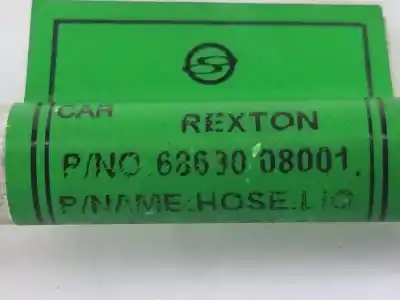 CAR REXTON
P/NO.68630 08001.
P/NAME:HOSE.LIQ